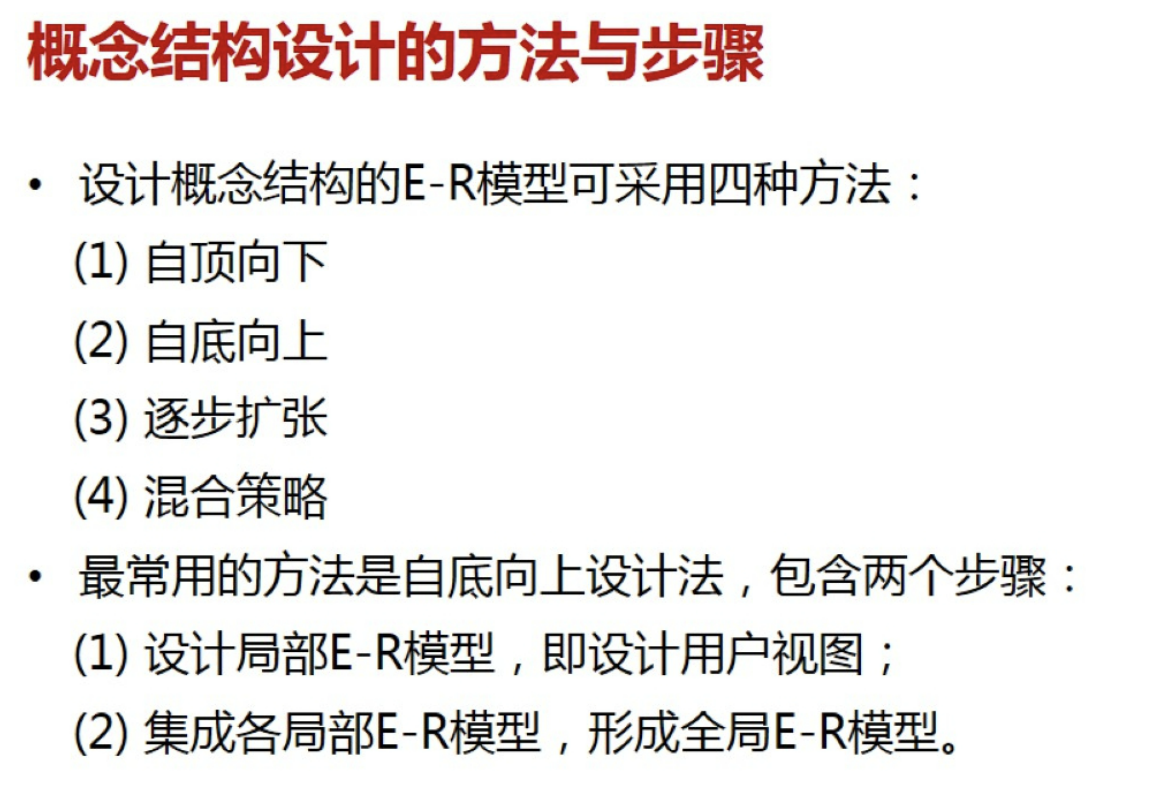 概念结构设计的方法与步骤
• 设计概念结构的E-R模型可采用四种方法：
(1) 自顶向下
(2) 自底向上
(3) 逐步扩张
(4) 混合策略
• 最常用的方法是自底向上设计法，包含两个步骤：
(1) 设计局部E-R模型，即设计用户视图；
(2) 集成各局部E-R模型，形成全局E-R模型。